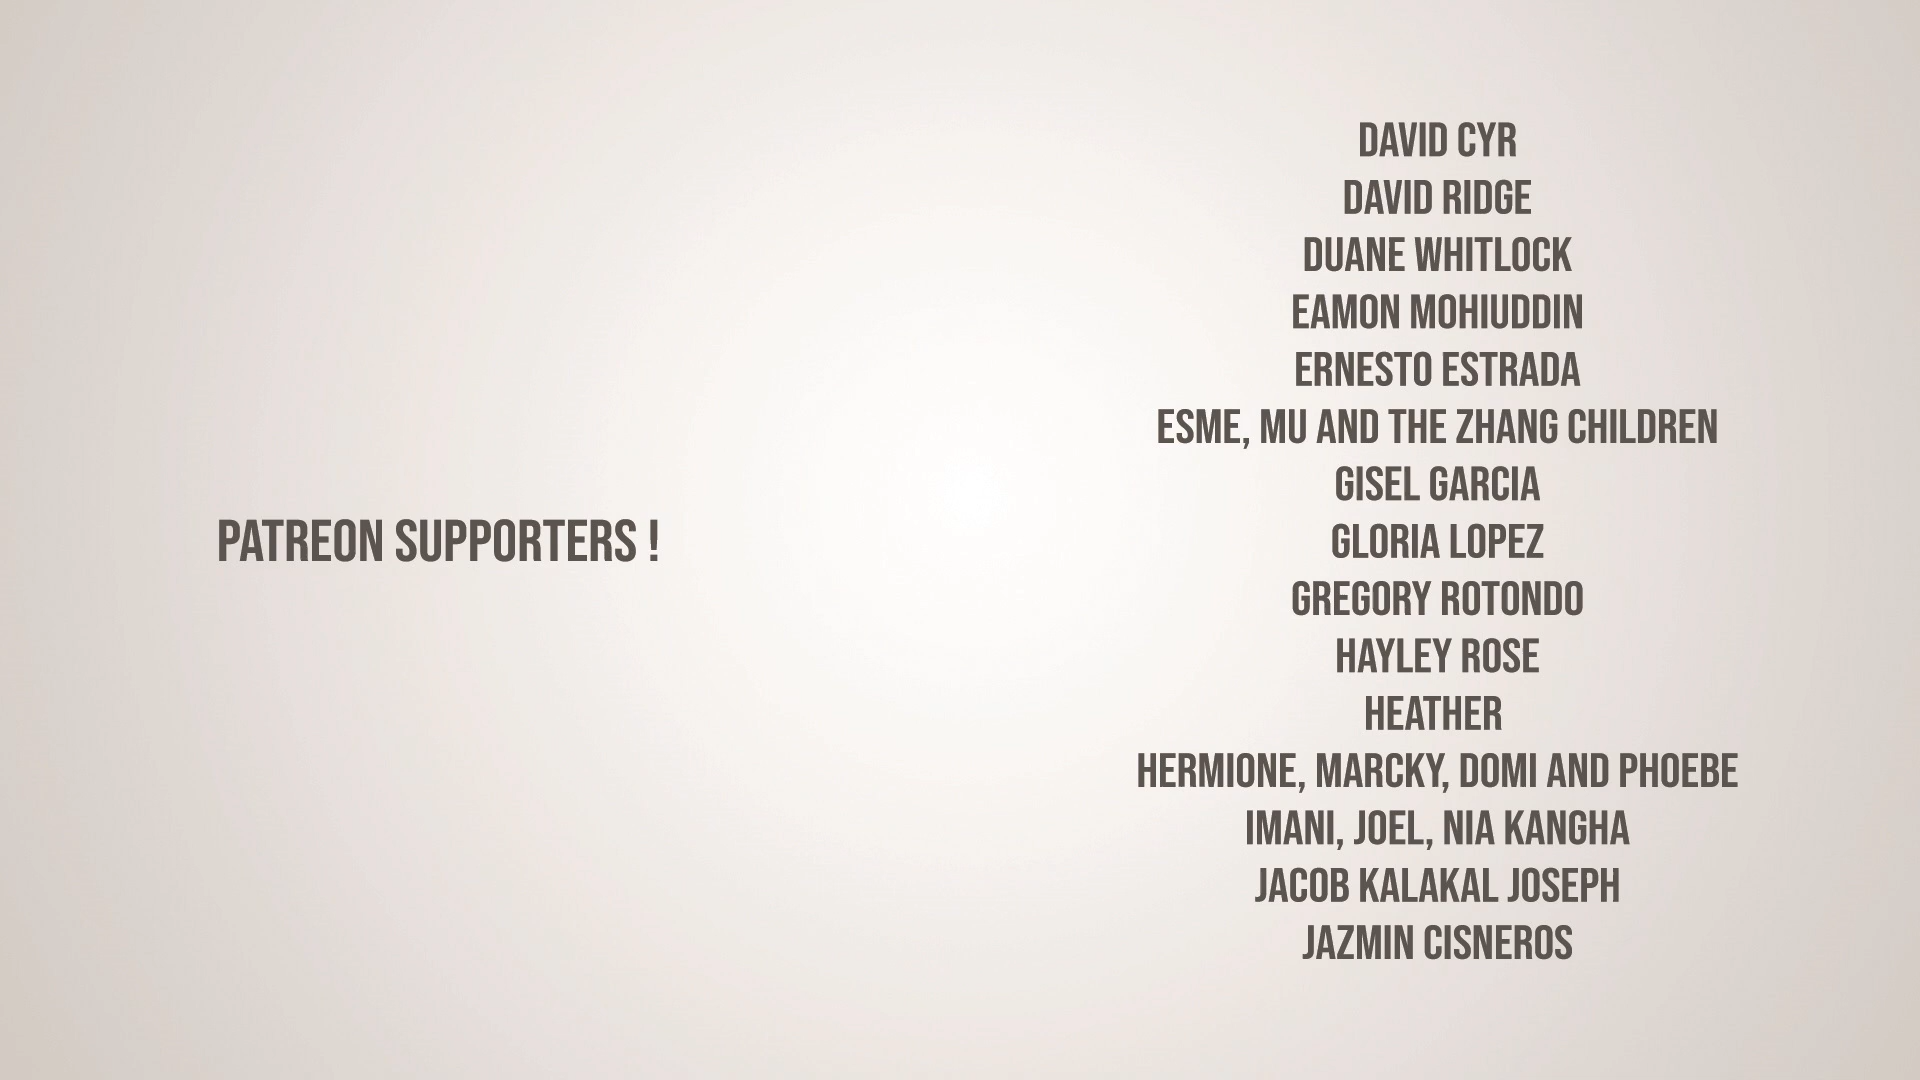 PATREON SUPPORTERS !
DAVID CYR
DAVID RIDGE
DUANE WHITLOCK
EAMON MOHIUDDIN
ERNESTO ESTRADA
ESME, MU AND THE ZHANG CHILDREN
GISEL GARCIA
GLORIA LOPEZ
GREGORY ROTONDO
HAYLEY ROSE
HEATHER
HERMIONE, MARCKY, DOMI AND PHOEBE
IMANI, JOEL, NIA KANGHA
JACOB KALAKAL JOSEPH
JAZMIN CISNEROS